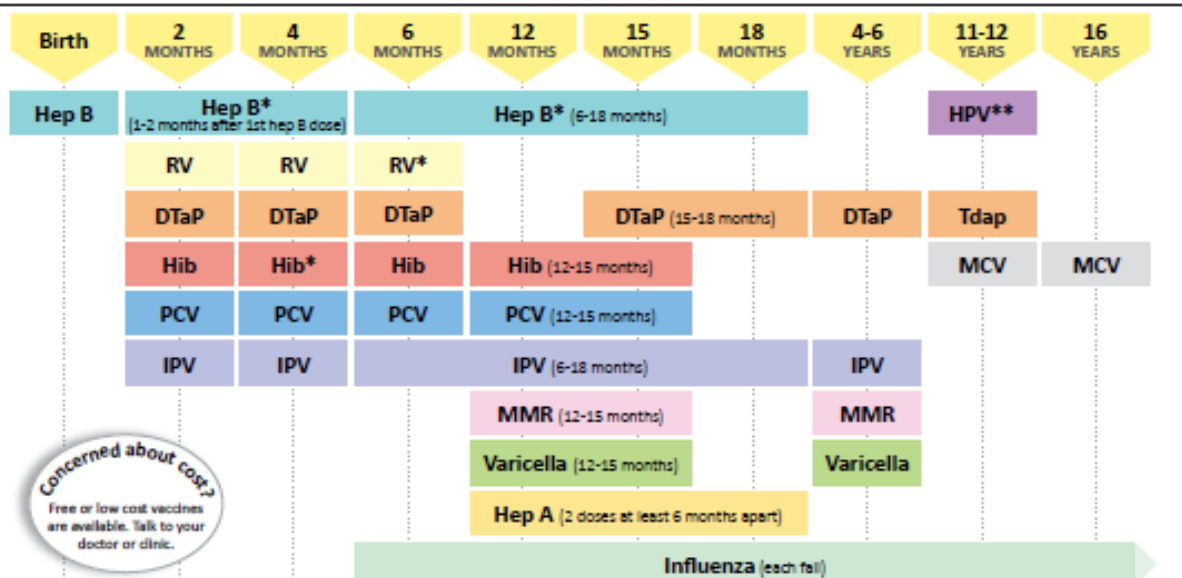 Birth
2 MONTHS
4 MONTHS
6 MONTHS
12 MONTHS
15 MONTHS
18 MONTHS
4-6 YEARS
11-12 YEARS
16 YEARS
Hep B
Hep B*
(1-2 months after 1st hep B dose)
Hep B* (6-18 months)
HPV**
RV
RV
RV*
DTaP
DTaP
DTaP
DTaP (15-18 months)
DTaP
Tdap
Hib
Hib*
Hib
Hib (12-15 months)
MCV
MCV
PCV
PCV
PCV
PCV (12-15 months)
IPV
IPV
IPV (6-18 months)
IPV
MMR (12-15 months)
MMR
Varicella (12-15 months)
Varicella
Hep A (2 doses at least 6 months apart)
Influenza (each fall)
Concerned about cost?
Free or low cost vaccines
are available. Talk to your
doctor or clinic.